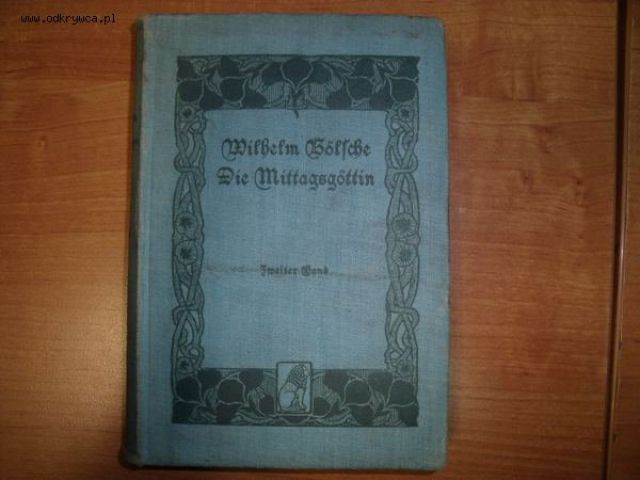 www.odkrywca.pl
Wilhelm Bölsche
Die Mittagsgöttin
Zweiter Band